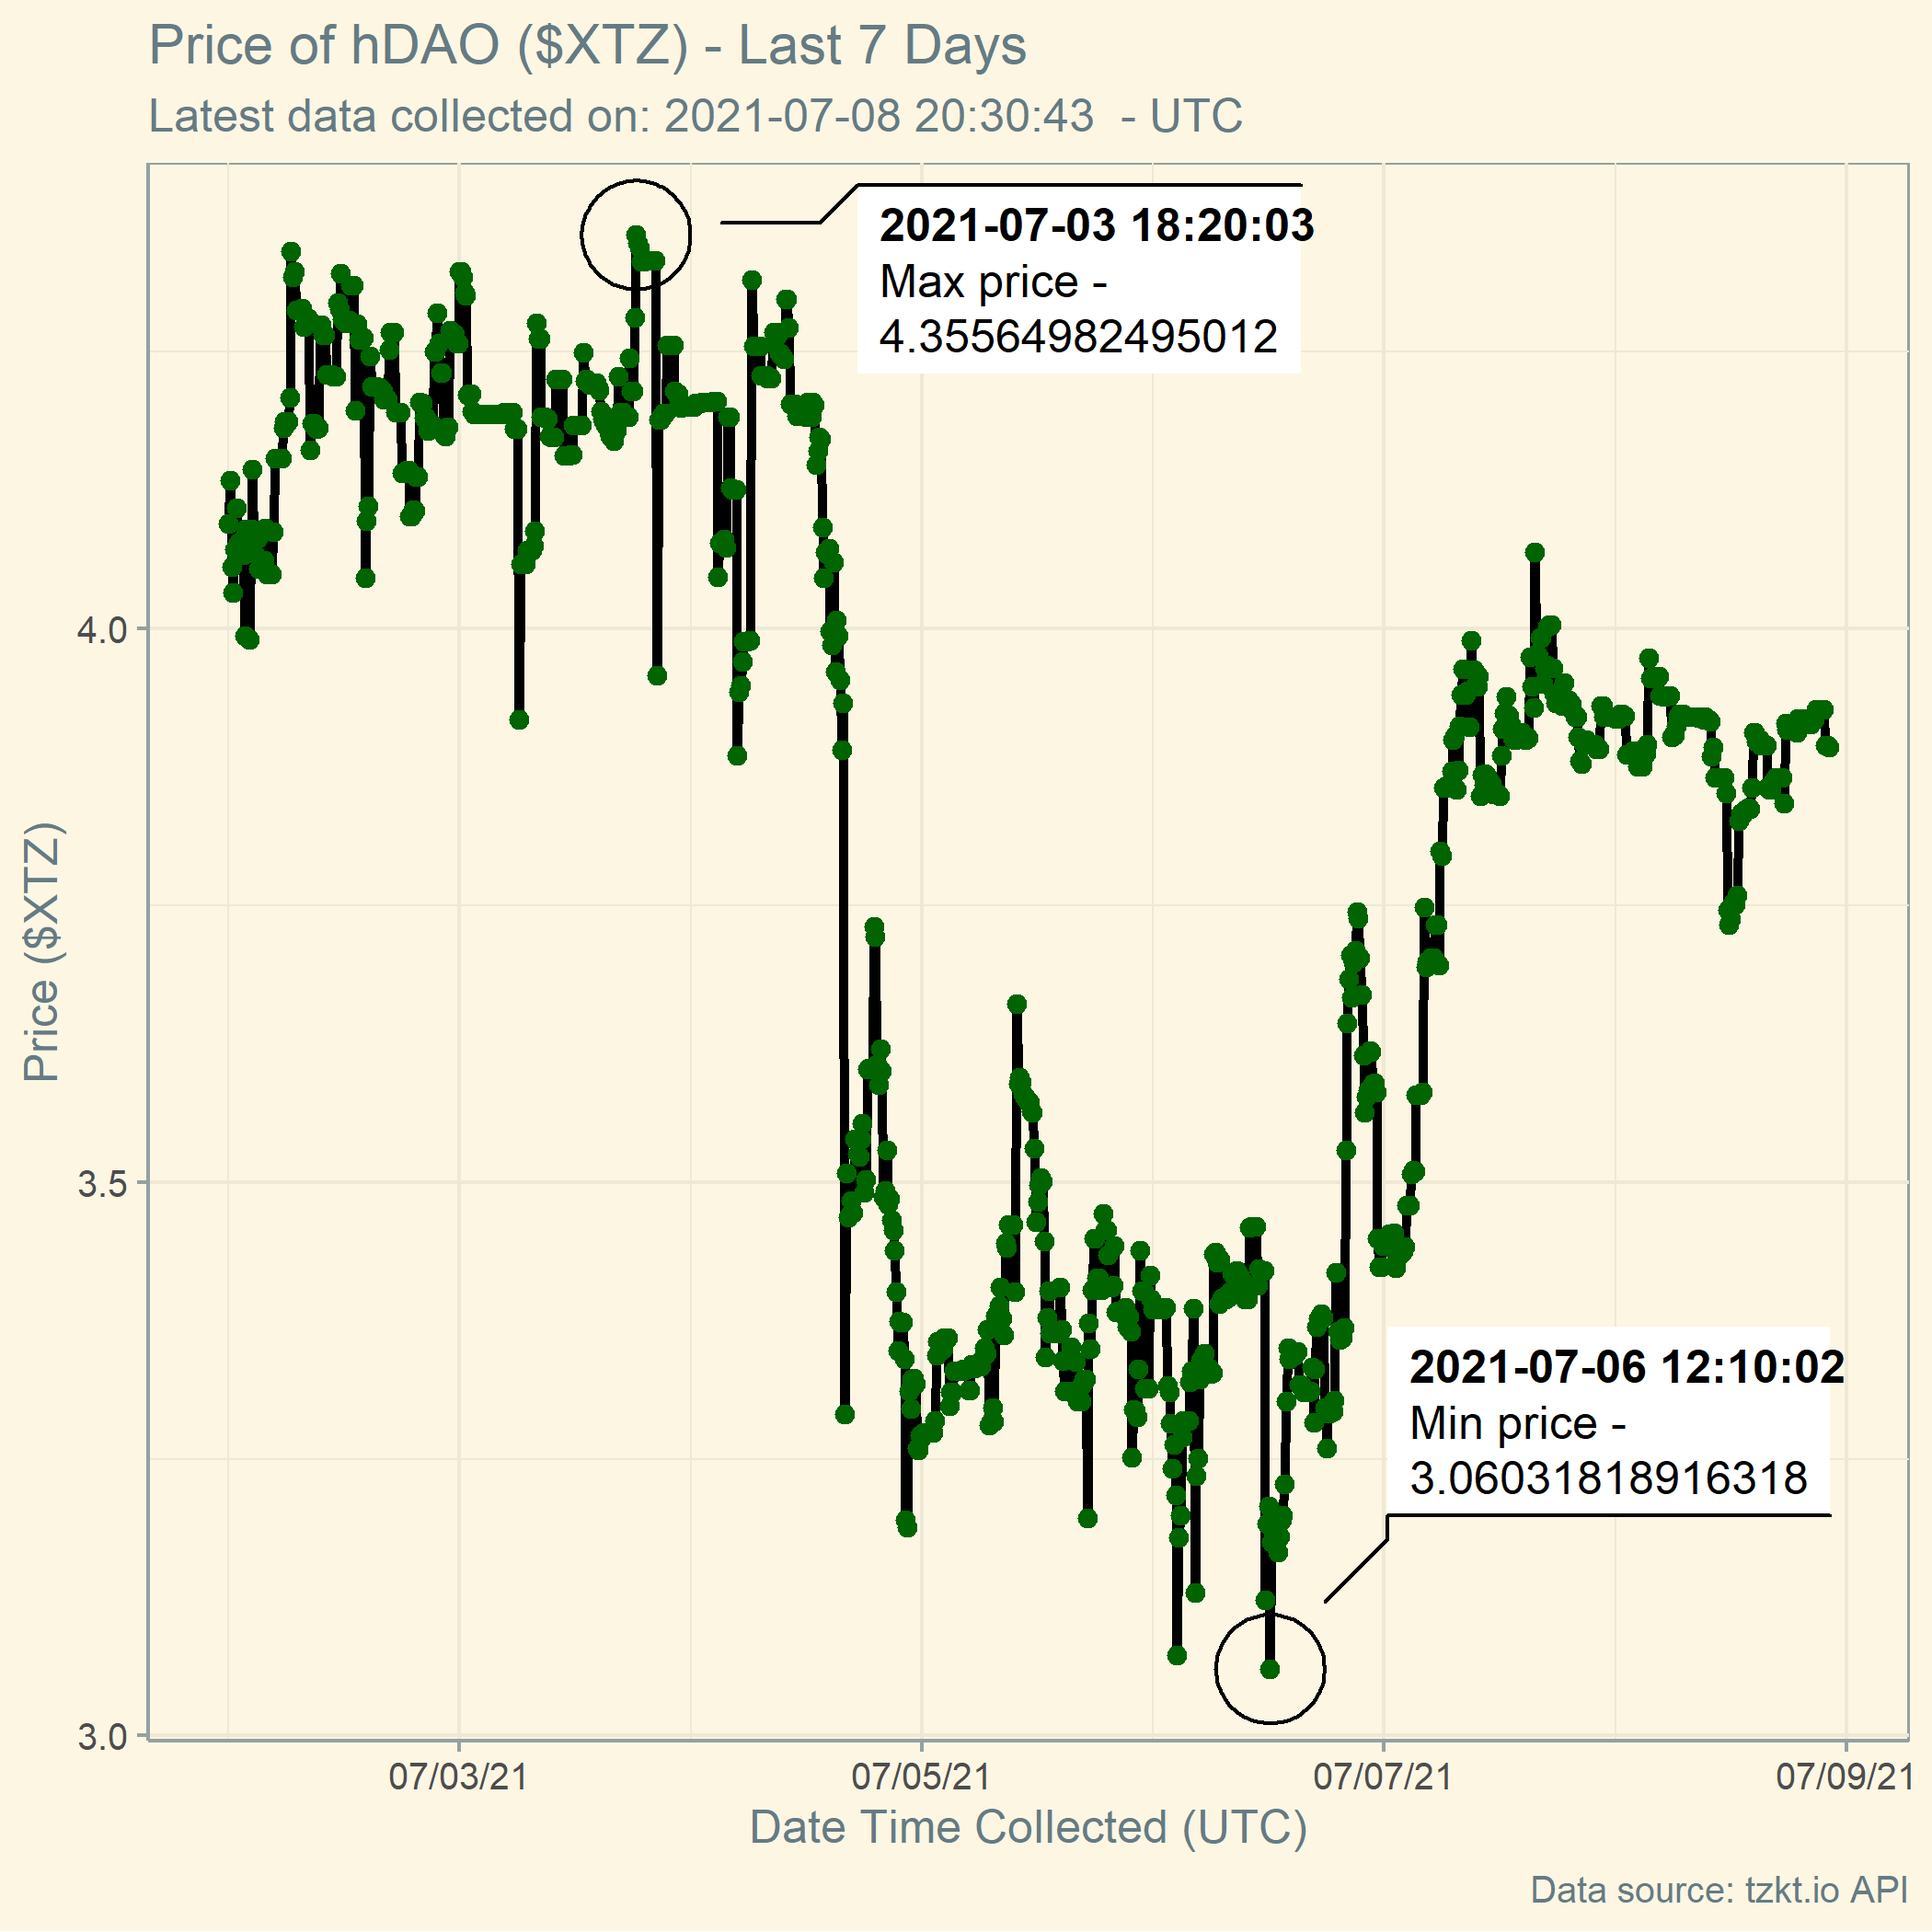 Price of hDAO ($XTZ) - Last 7 Days
Latest data collected on: 2021-07-08 20:30:43  - UTC
2021-07-03 18:20:03
Max price -
4.35564982495012
4.0
3.5
3.0
Price ($XTZ)
2021-07-06 12:10:02
Min price -
3.06031818916318
07/03/21
07/05/21
07/07/21
07/09/21
Date Time Collected (UTC)
Data source: tzkt.io API